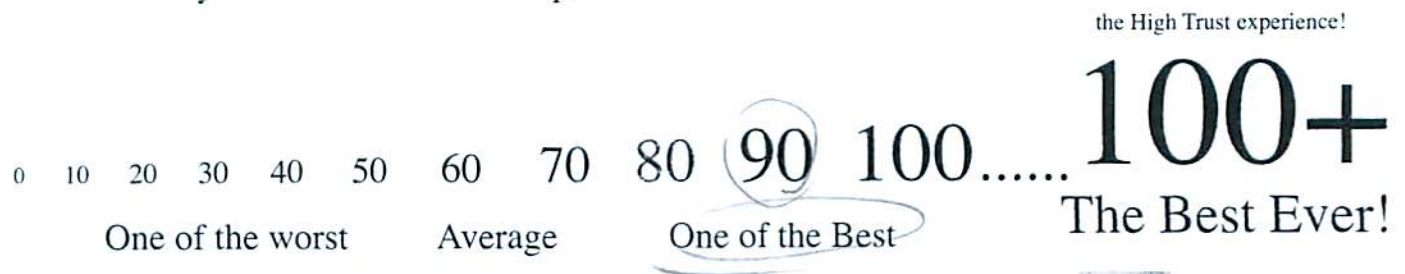 the High Trust experience!
0 10 20 30 40 50 60 70 80 90 100...... 100+
One of the worst Average One of the Best The Best Ever!